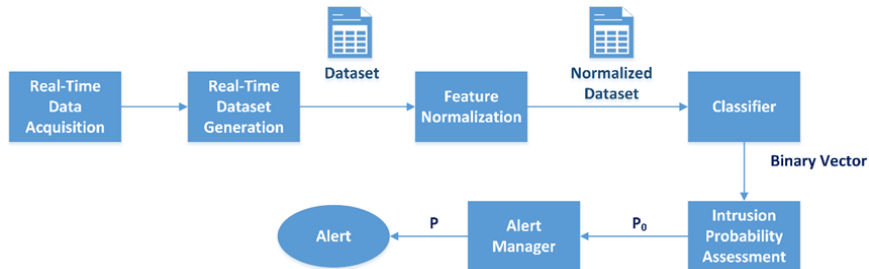 Real-Time
Data
Acquisition
Real-Time
Dataset
Generation
Dataset
Feature
Normalization
Normalized
Dataset
Classifier
Binary Vector
Intrusion
Probability
Assessment
P₀
Alert
Manager
P
Alert